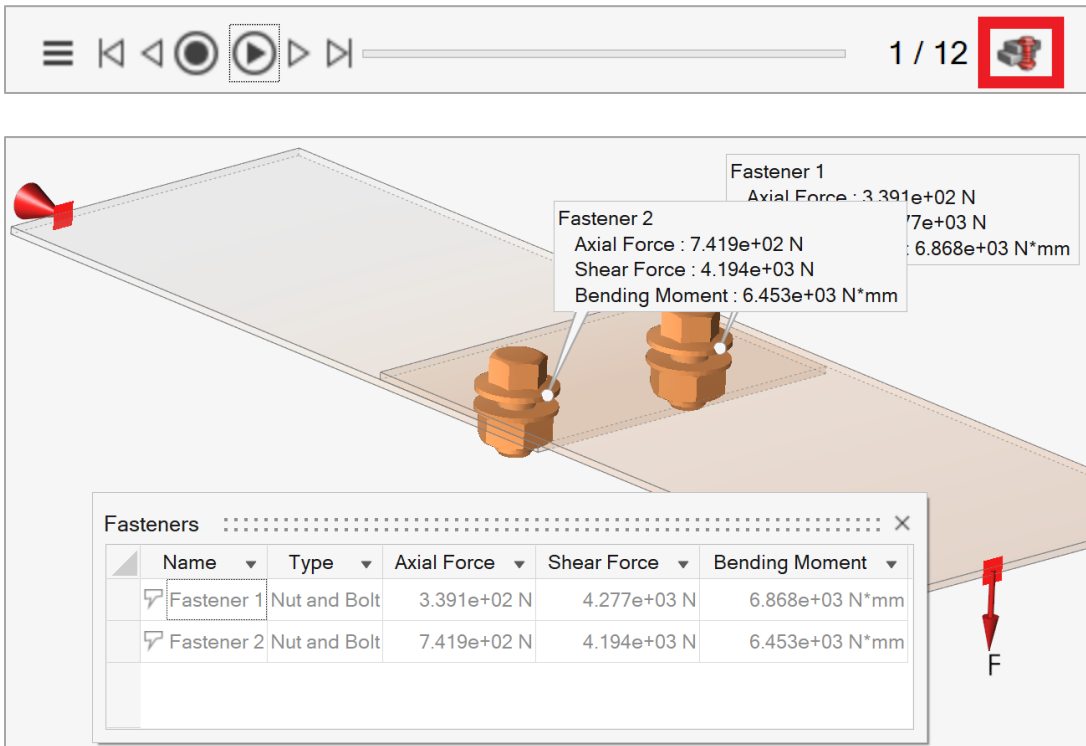 1 / 12
Fastener 1
Axial Force : 3.391e+02 N
77e+03 N
: 6.868e+03 N*mm
Fastener 2
Axial Force : 7.419e+02 N
Shear Force : 4.194e+03 N
Bending Moment : 6.453e+03 N*mm
Fasteners
Name Type Axial Force Shear Force Bending Moment
Fastener 1 Nut and Bolt 3.391e+02 N 4.277e+03 N 6.868e+03 N*mm
Fastener 2 Nut and Bolt 7.419e+02 N 4.194e+03 N 6.453e+03 N*mm
F